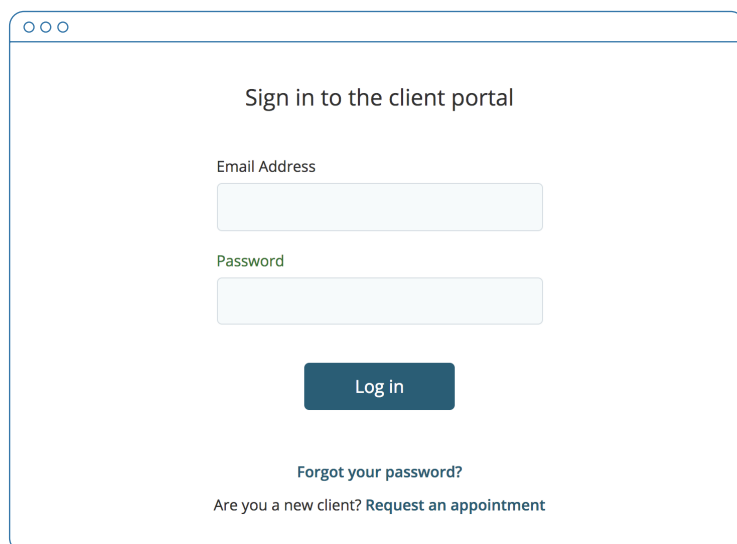 Sign in to the client portal
Email Address
Password
Log in
Forgot your password?
Are you a new client? Request an appointment